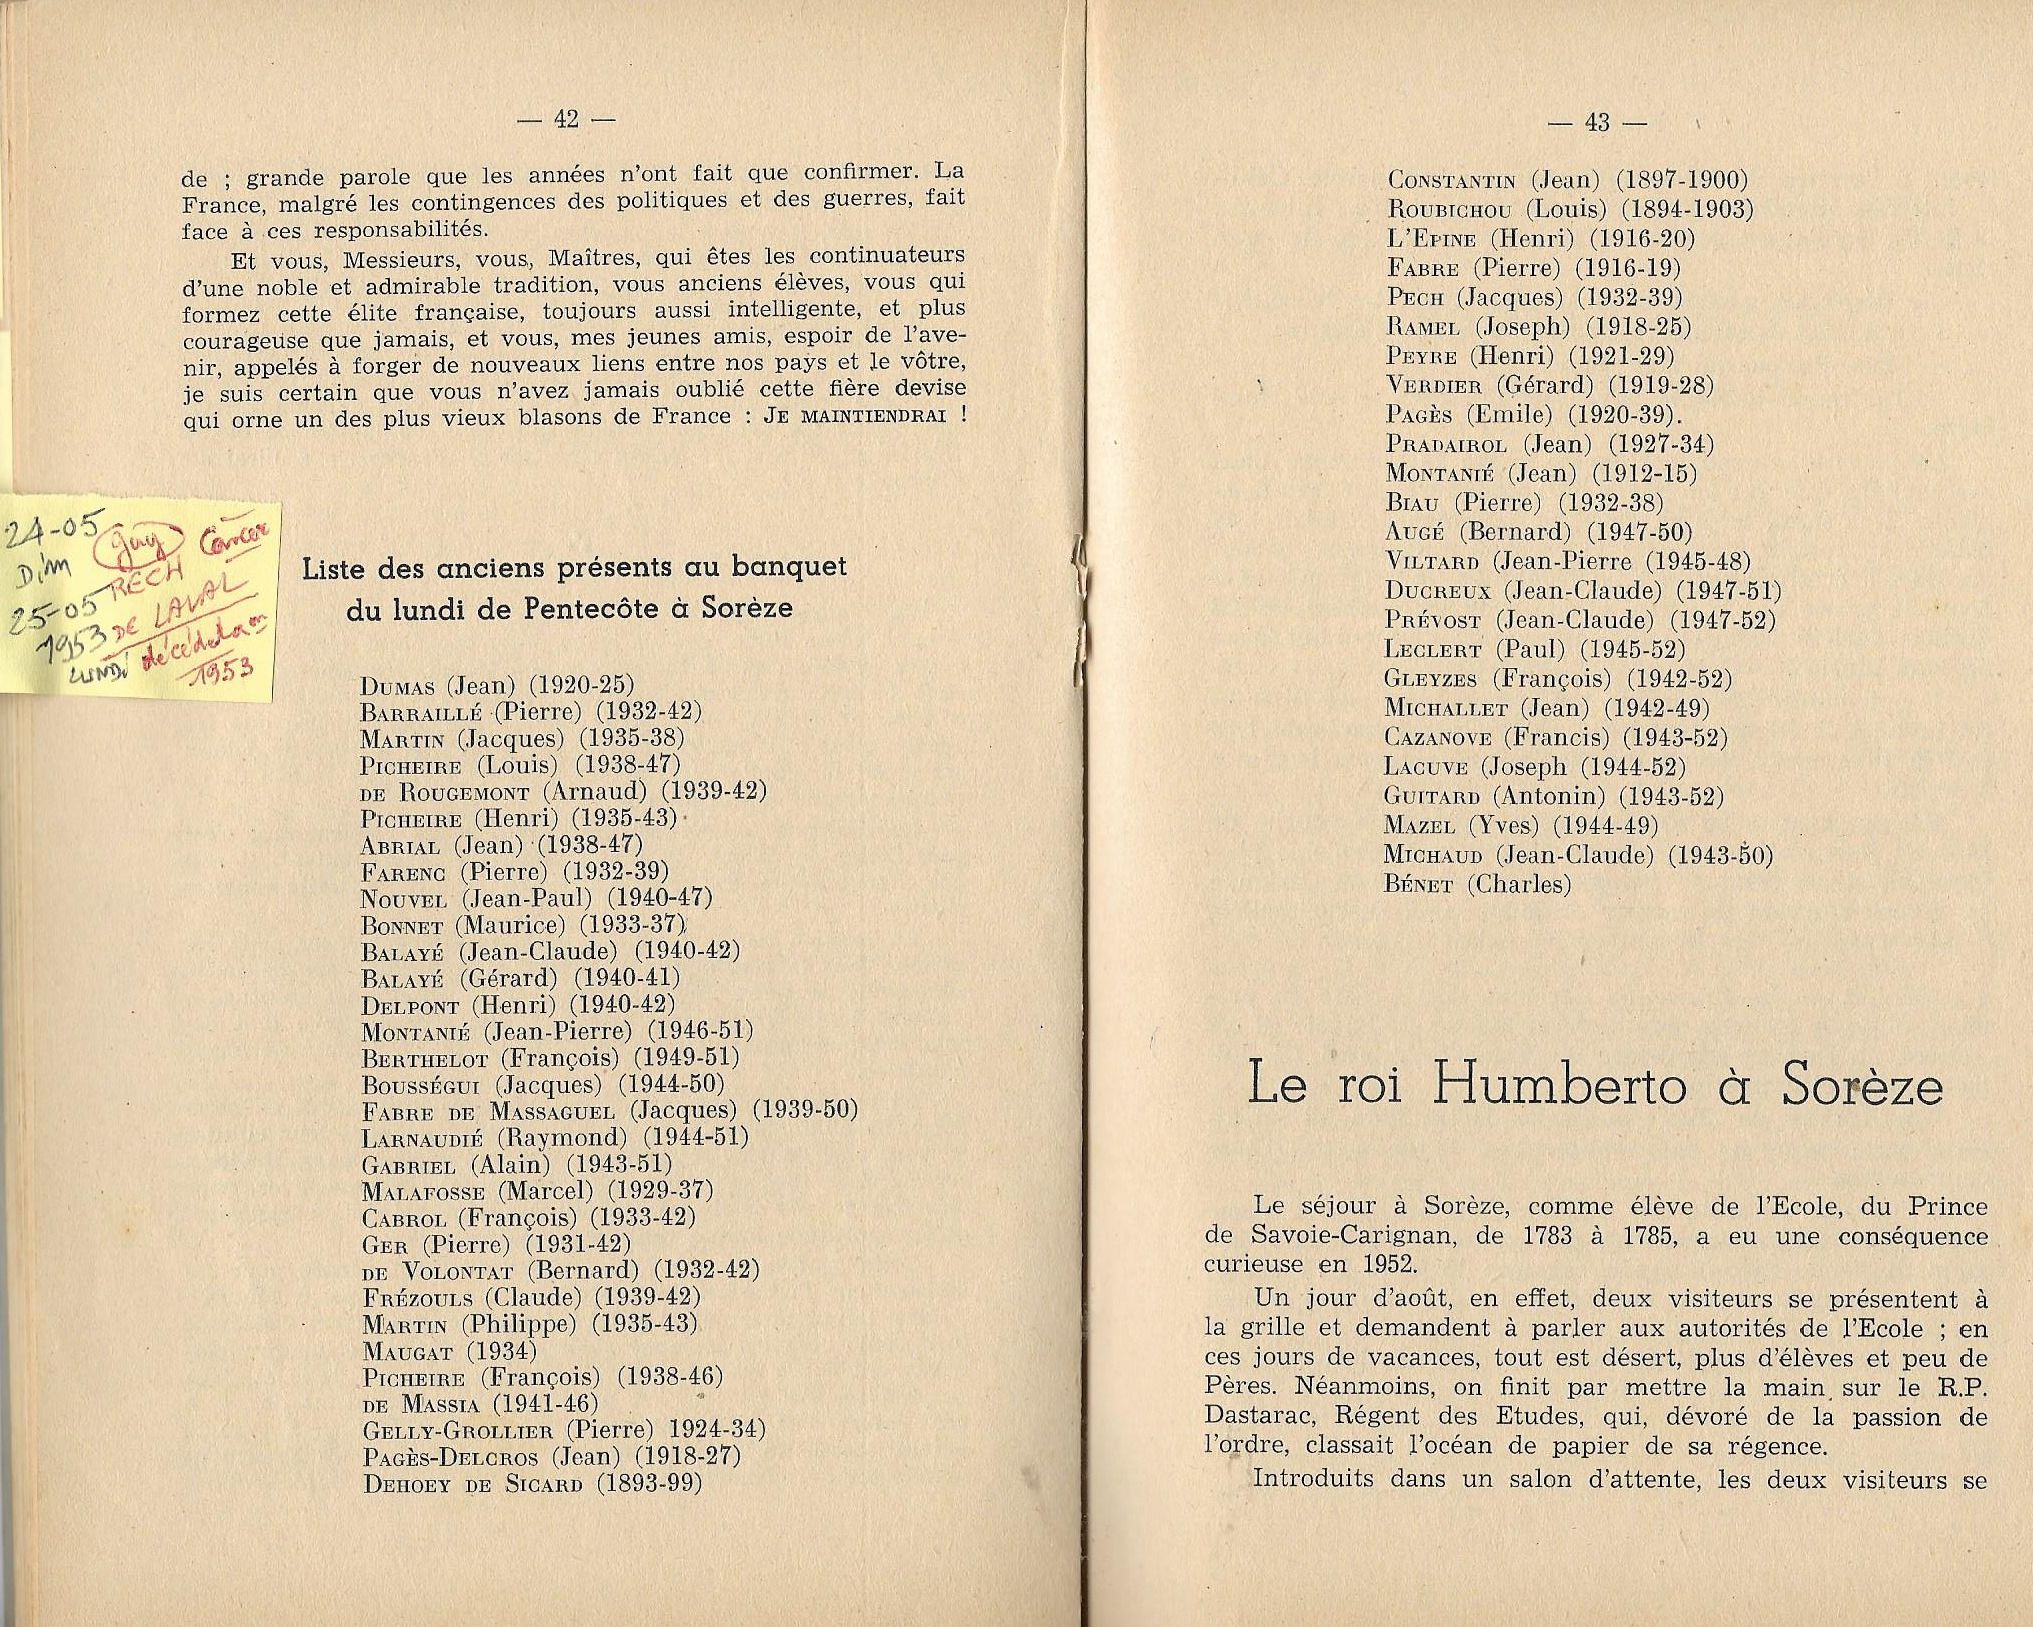 — 42 —
de ; grande parole que les années n'ont fait que confirmer. La
France, malgré les contingences des politiques et des guerres, fait
face à ces responsabilités.
Et vous, Messieurs, vous, Maîtres, qui êtes les continuateurs
d'une noble et admirable tradition, vous anciens élèves, vous qui
formez cette élite française, toujours aussi intelligente, et plus
courageuse que jamais, et vous, mes jeunes amis, espoir de l'ave-
nir, appelés à forger de nouveaux liens entre nos pays et le vôtre,
je suis certain que vous n'avez jamais oublié cette fière devise
qui orne un des plus vieux blasons de France : JE MAINTIENDRAI !
24-05
Dim
25-05
1953
LUNDI
Guy Cancer
RECH
DE LAVAL
décédé
1953
Liste des anciens présents au banquet
du lundi de Pentecôte à Sorèze
DUMAS (Jean) (1920-25)
BARRAILLÉ (Pierre) (1932-42)
MARTIN (Jacques) (1935-38)
PICHEIRE (Louis) (1938-47)
DE ROUGEMONT (Arnaud) (1939-42)
PICHEIRE (Henri) (1935-43)
ABRIAL (Jean) (1938-47)
FARENC (Pierre) (1932-39)
NOUVEL (Jean-Paul) (1940-47)
BONNET (Maurice) (1933-37)
BALAYÉ (Jean-Claude) (1940-42)
BALAYÉ (Gérard) (1940-41)
DELPONT (Henri) (1940-42)
MONTANIÉ (Jean-Pierre) (1946-51)
BERTHELOT (François) (1949-51)
BOUSSÉGUI (Jacques) (1944-50)
FABRE DE MASSAGUEL (Jacques) (1939-50)
LARNAUDIÉ (Raymond) (1944-51)
GABRIEL (Alain) (1943-51)
MALAFOSSE (Marcel) (1929-37)
CABROL (François) (1933-42)
GER (Pierre) (1931-42)
DE VOLONTAT (Bernard) (1932-42)
FRÉZOULS (Claude) (1939-42)
MARTIN (Philippe) (1935-43)
MAUGAT (1934)
PICHEIRE (François) (1938-46)
DE MASSIA (1941-46)
GELLY-GROLLIER (Pierre) 1924-34)
PAGÈS-DELCROS (Jean) (1918-27)
DEHOEY DE SICARD (1893-99)
— 43 —
CONSTANTIN (Jean) (1897-1900)
ROUBICHOU (Louis) (1894-1903)
L'EPINE (Henri) (1916-20)
FABRE (Pierre) (1916-19)
PECH (Jacques) (1932-39)
RAMEL (Joseph) (1918-25)
PEYRE (Henri) (1921-29)
VERDIER (Gérard) (1919-28)
PAGÈS (Emile) (1920-39).
PRADAIROL (Jean) (1927-34)
MONTANIÉ (Jean) (1912-15)
BIAU (Pierre) (1932-38)
AUGÉ (Bernard) (1947-50)
VILTARD (Jean-Pierre (1945-48)
DUCREUX (Jean-Claude) (1947-51)
PRÉVOST (Jean-Claude) (1947-52)
LECLERT (Paul) (1945-52)
GLEYZES (François) (1942-52)
MICHALLET (Jean) (1942-49)
CAZANOVE (Francis) (1943-52)
LACUVE (Joseph (1944-52)
GUITARD (Antonin) (1943-52)
MAZEL (Yves) (1944-49)
MICHAUD (Jean-Claude) (1943-50)
BÉNET (Charles)
Le roi Humberto à Sorèze
Le séjour à Sorèze, comme élève de l'Ecole, du Prince
de Savoie-Carignan, de 1783 à 1785, a eu une conséquence
curieuse en 1952.
Un jour d'août, en effet, deux visiteurs se présentent à
la grille et demandent à parler aux autorités de l'Ecole ; en
ces jours de vacances, tout est désert, plus d'élèves et peu de
Pères. Néanmoins, on finit par mettre la main sur le R.P.
Dastarac, Régent des Etudes, qui, dévoré de la passion de
l'ordre, classait l'océan de papier de sa régence.
Introduits dans un salon d'attente, les deux visiteurs se